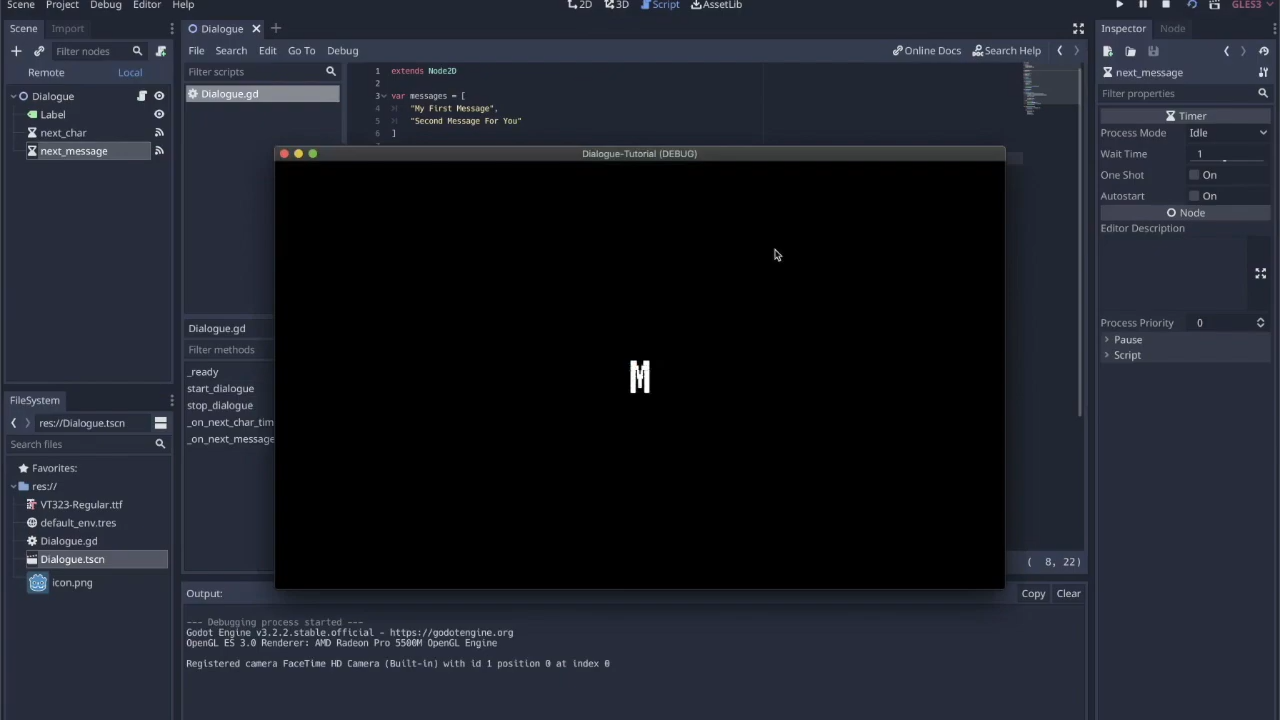 Scene Project Debug Editor Help
2D 3D Script AssetLib
GLES3
Scene Import
Filter nodes
Remote Local
Dialogue
Label
next_char
next_message
FileSystem
res://Dialogue.tscn
Search files
Favorites:
res://
VT323-Regular.ttf
default_env.tres
Dialogue.gd
Dialogue.tscn
icon.png
Dialogue
File Search Edit Go To Debug
Online Docs Search Help
Filter scripts
Dialogue.gd
1 extends Node2D
2
3 var messages = [
4 "My First Message",
5 "Second Message For You"
6 ]
Dialogue.gd
Filter methods
_ready
start_dialogue
stop_dialogue
_on_next_char_tim
_on_next_message
Dialogue-Tutorial (DEBUG)
M
( 8, 22)
Output:
Copy Clear
--- Debugging process started ---
Godot Engine v3.2.2.stable.official - https://godotengine.org
OpenGL ES 3.0 Renderer: AMD Radeon Pro 5500M OpenGL Engine
Registered camera FaceTime HD Camera (Built-in) with id 1 position 0 at index 0
Inspector Node
next_message
Filter properties
Timer
Process Mode Idle
Wait Time 1
One Shot On
Autostart On
Node
Editor Description
Process Priority 0
Pause
Script